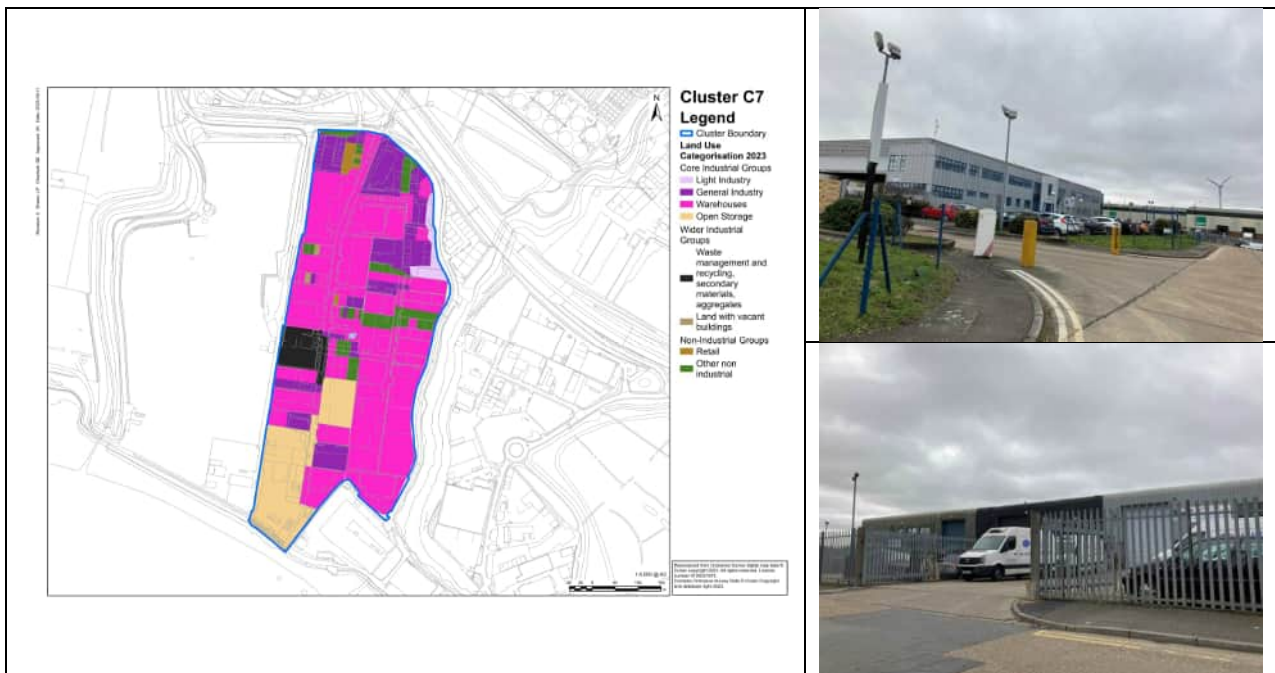 Cluster C7
Legend
Cluster Boundary
Land Use
Categorisation 2023
Core Industrial Groups
Light Industry
General Industry
Warehouses
Open Storage
Wider Industrial
Groups
Waste
management and
recycling,
secondary
materials,
aggregates
Land with vacant
buildings
Non-Industrial Groups
Retail
Other non
industrial
N